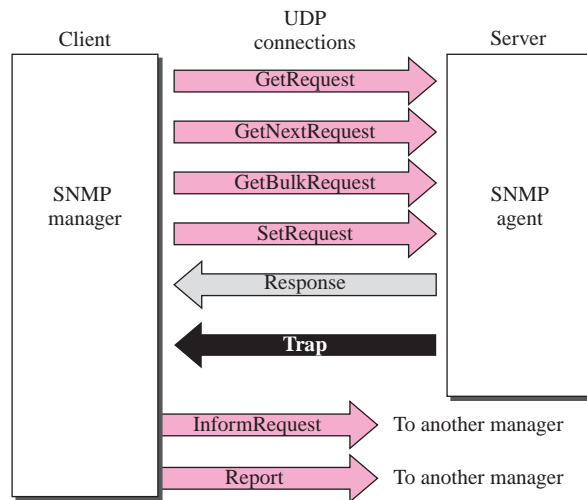 Client
UDP
connections
Server
GetRequest
GetNextRequest
GetBulkRequest
SetRequest
SNMP
manager
SNMP
agent
Response
Trap
InformRequest
To another manager
Report
To another manager